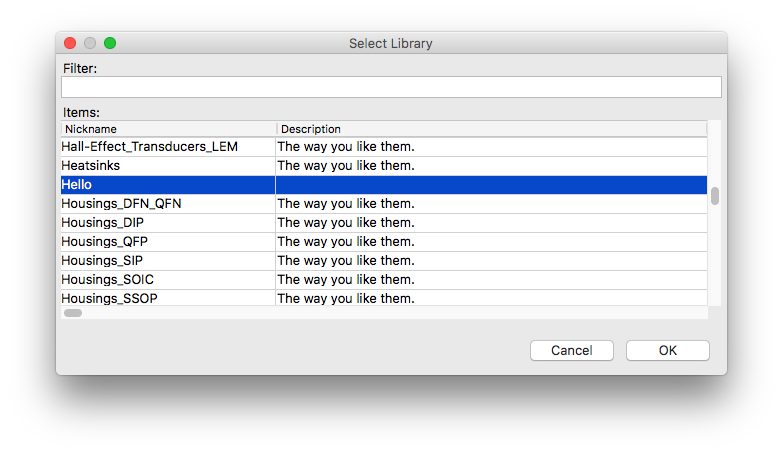 Select Library
Filter:
Items:
Nickname Description
Hall-Effect_Transducers_LEM The way you like them.
Heatsinks The way you like them.
Hello
Housings_DFN_QFN The way you like them.
Housings_DIP The way you like them.
Housings_QFP The way you like them.
Housings_SIP The way you like them.
Housings_SOIC The way you like them.
Housings_SSOP The way you like them.
Cancel OK